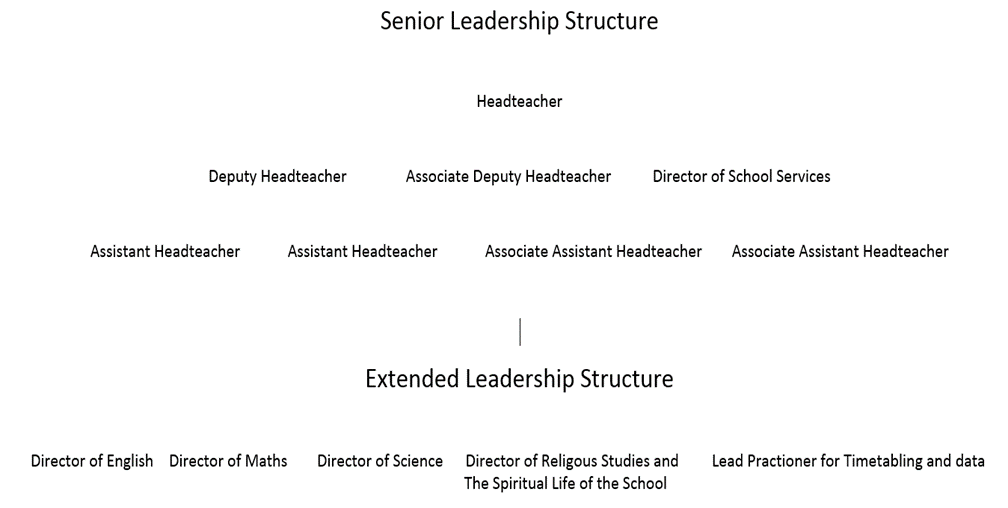 Senior Leadership Structure
Headteacher
Deputy Headteacher Associate Deputy Headteacher Director of School Services
Assistant Headteacher Assistant Headteacher Associate Assistant Headteacher Associate Assistant Headteacher
Extended Leadership Structure
Director of English Director of Maths Director of Science Director of Religous Studies and Lead Practioner for Timetabling and data
The Spiritual Life of the School